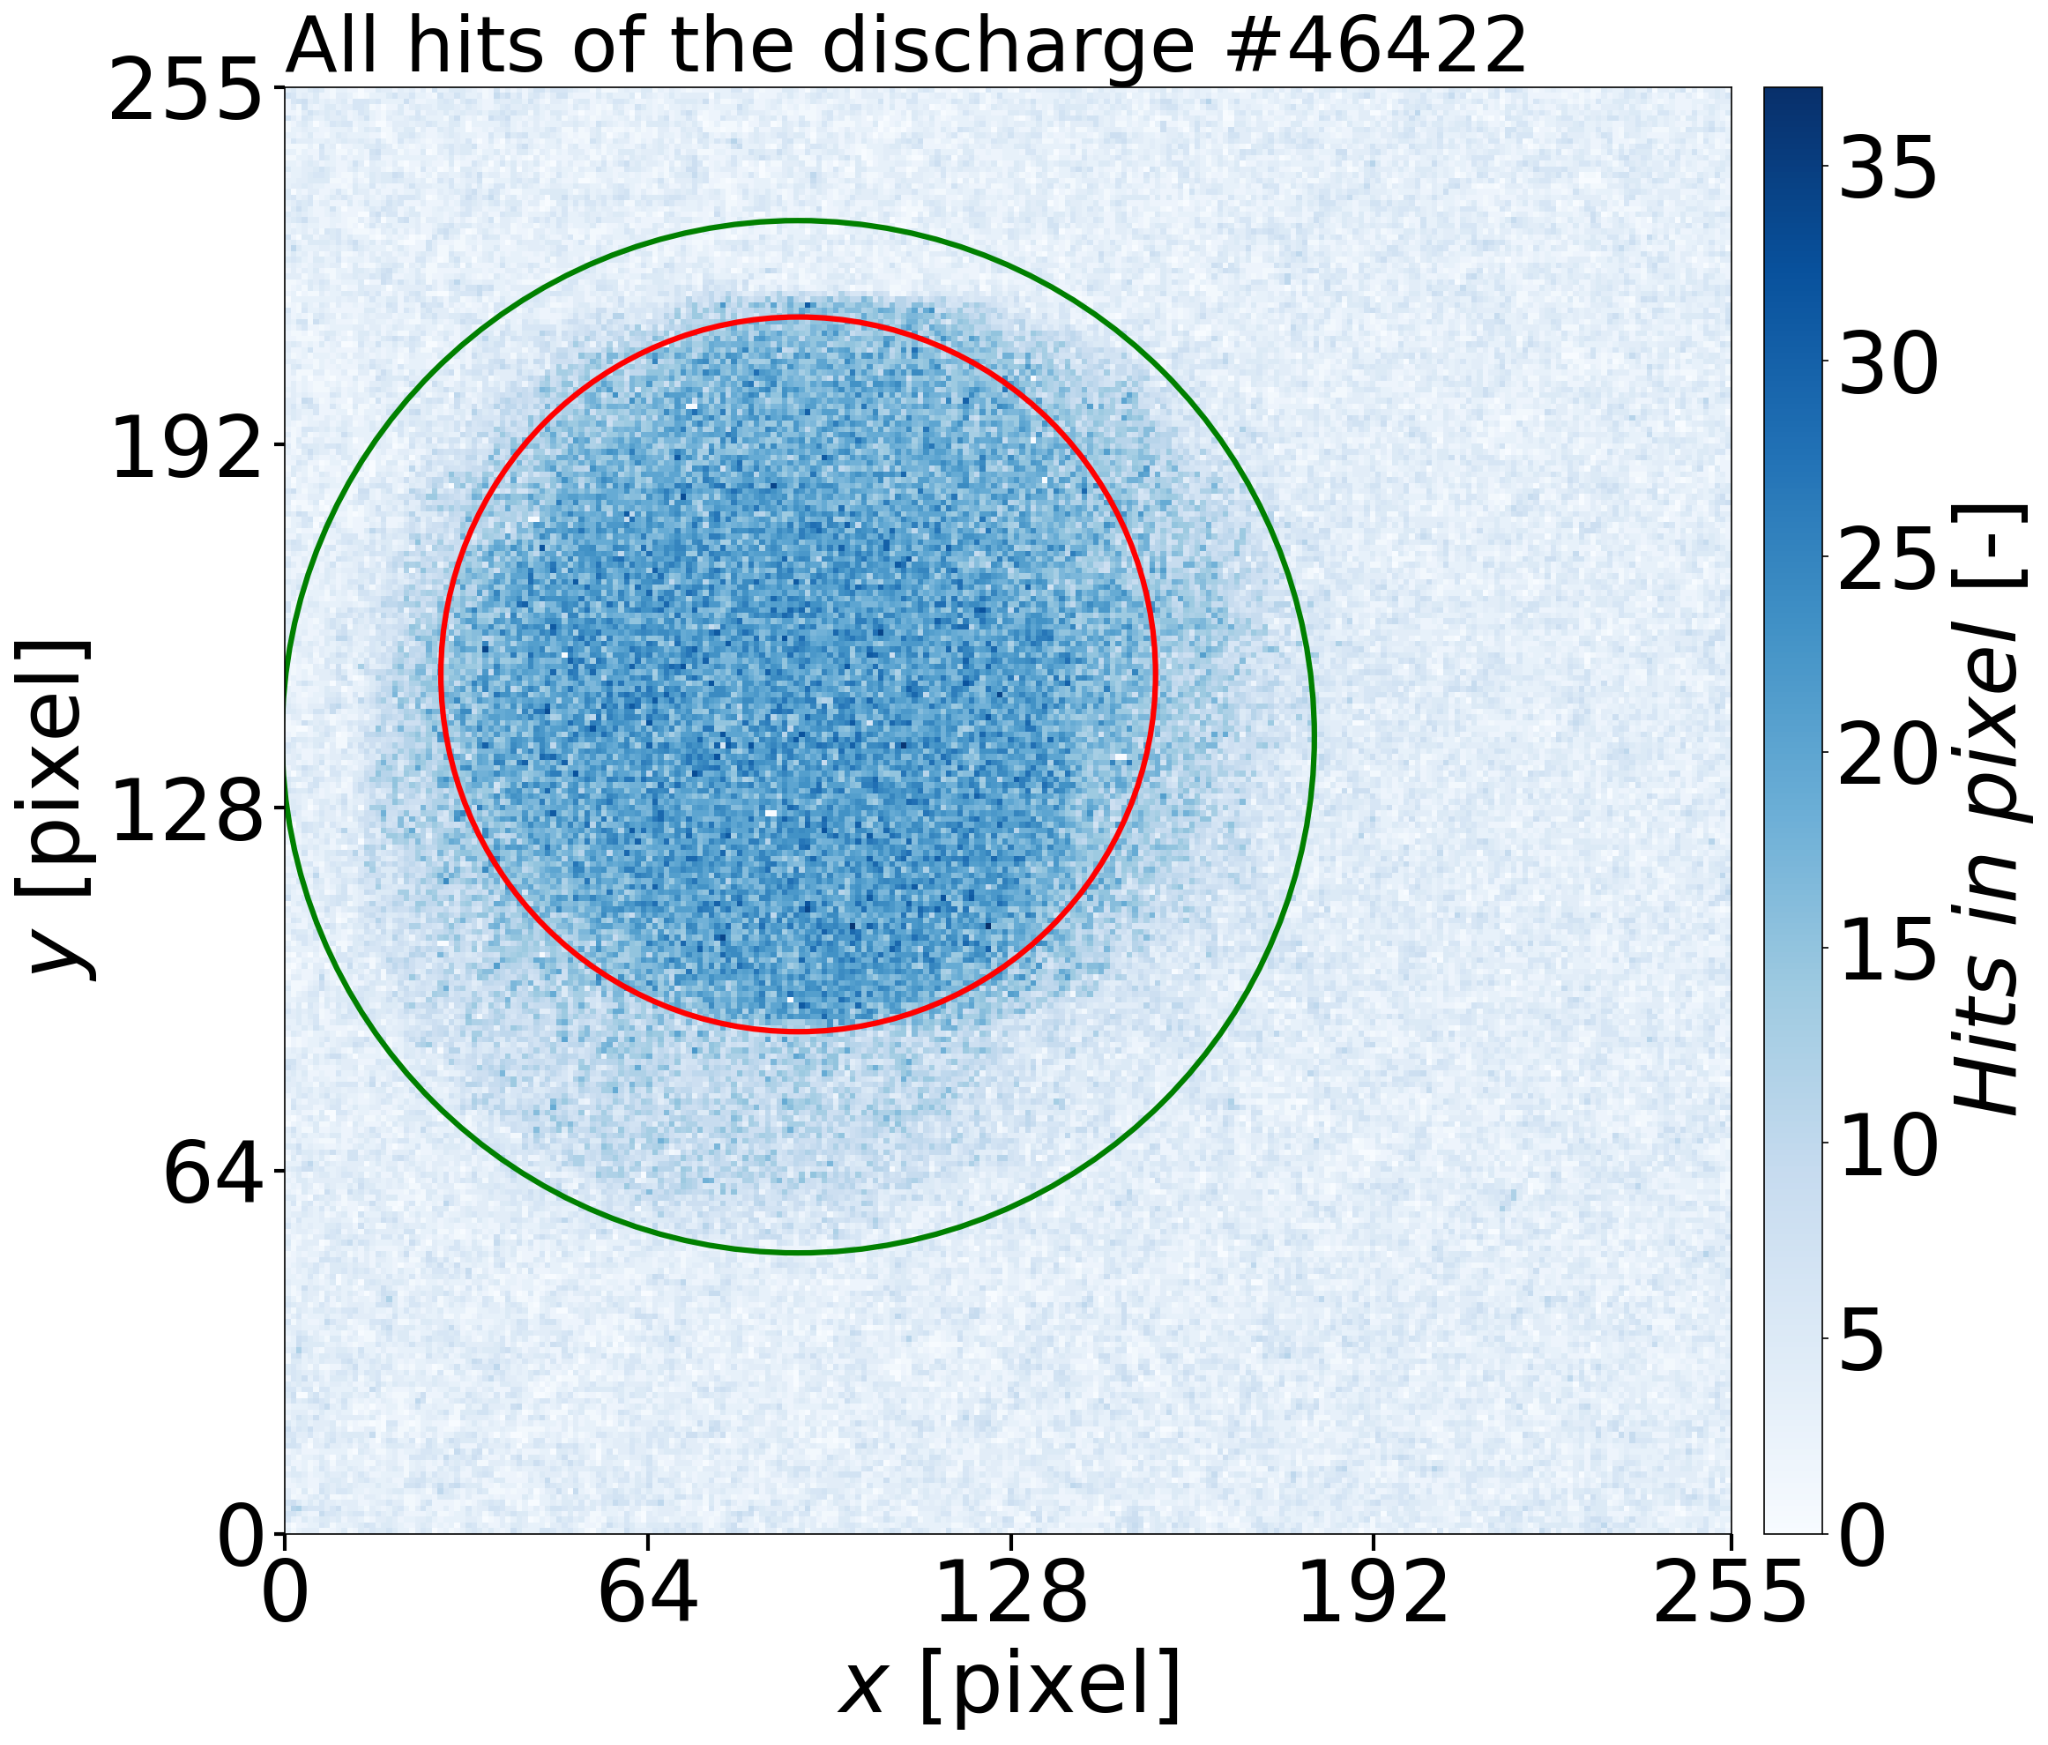 All hits of the discharge #46422
255
192
128
64
0
y [pixel]
0 64 128 192 255
x [pixel]
35
30
25
20
15
10
5
0
Hits in pixel [-]